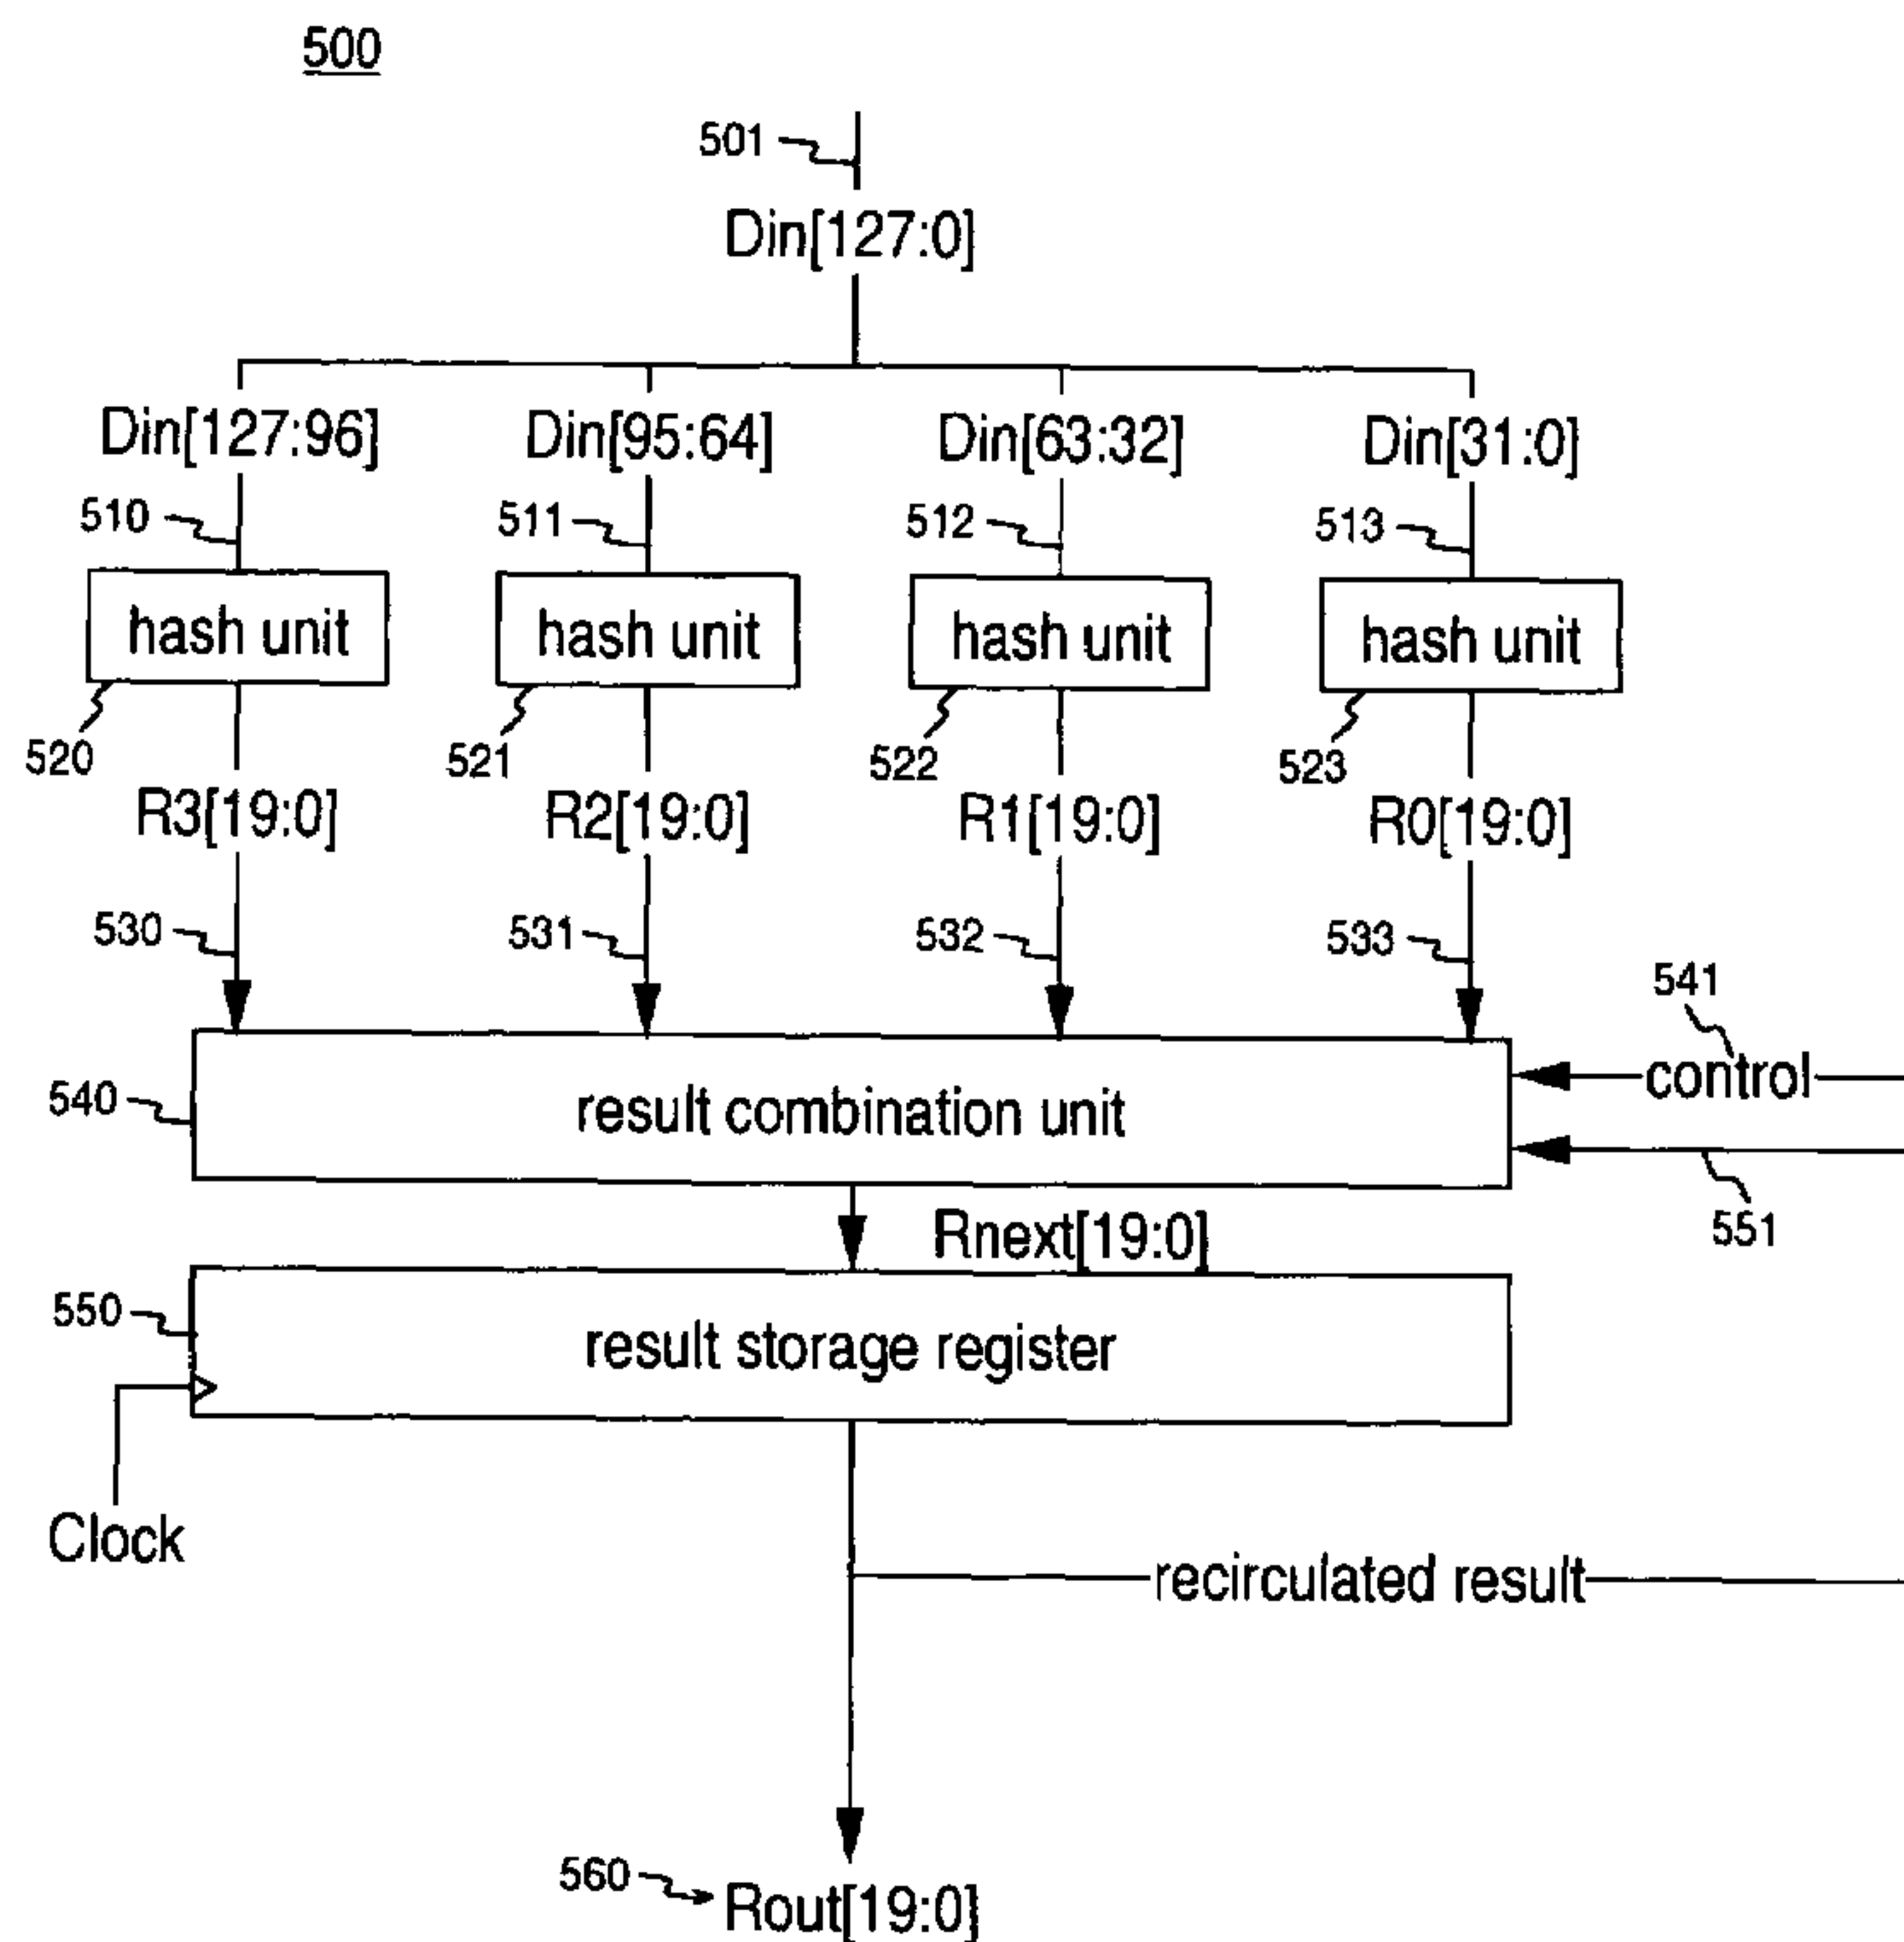 500
501
Din[127:0]
Din[127:96] Din[95:64] Din[63:32] Din[31:0]
510 511 512 513
hash unit hash unit hash unit hash unit
520 521 522 523
R3[19:0] R2[19:0] R1[19:0] R0[19:0]
530 531 532 533
541
control
540 result combination unit
551
Rnext[19:0]
550 result storage register
Clock
recirculated result
560 Rout[19:0]